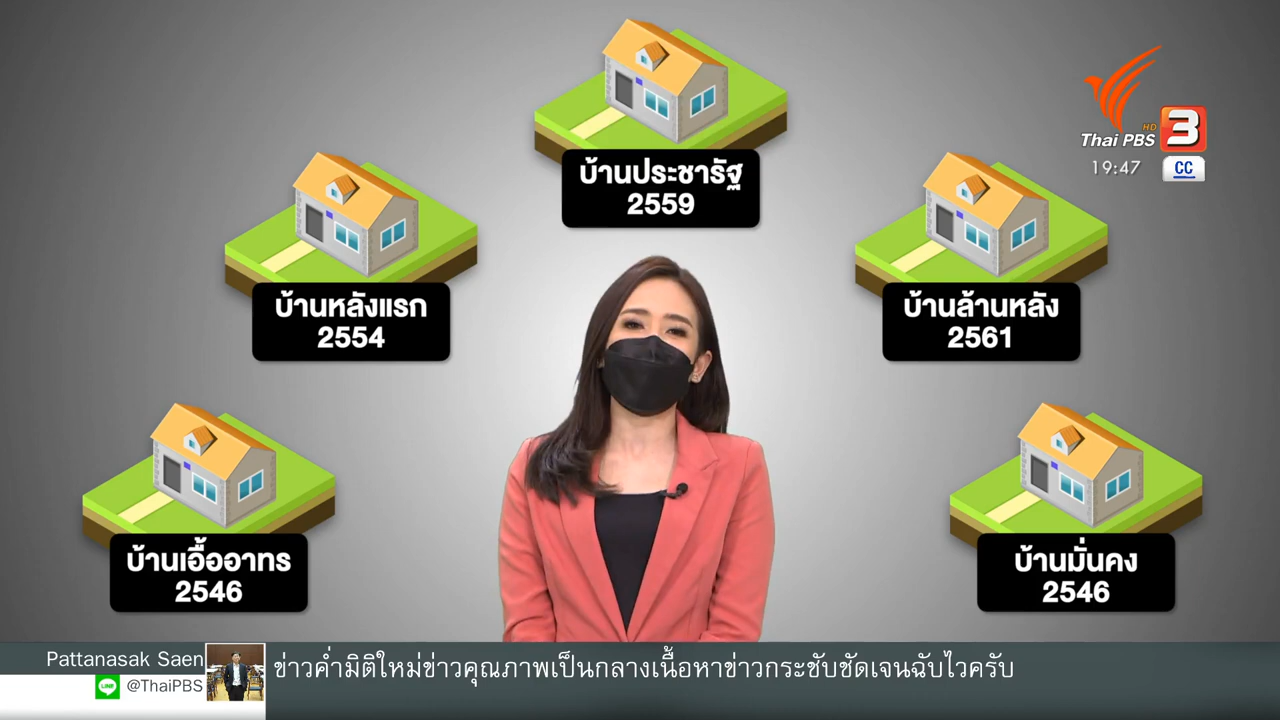 บ้านประชารัฐ
2559
HD
Thai PBS 3
19:47
CC
บ้านหลังแรก
2554
บ้านล้านหลัง
2561
บ้านเอื้ออาทร
2546
บ้านมั่นคง
2546
Pattanasak Saen
ข่าวค่ำมิติใหม่ข่าวคุณภาพเป็นกลางเนื้อหาข่าวกระชับชัดเจนฉับไวครับ
LINE @ThaiPBS